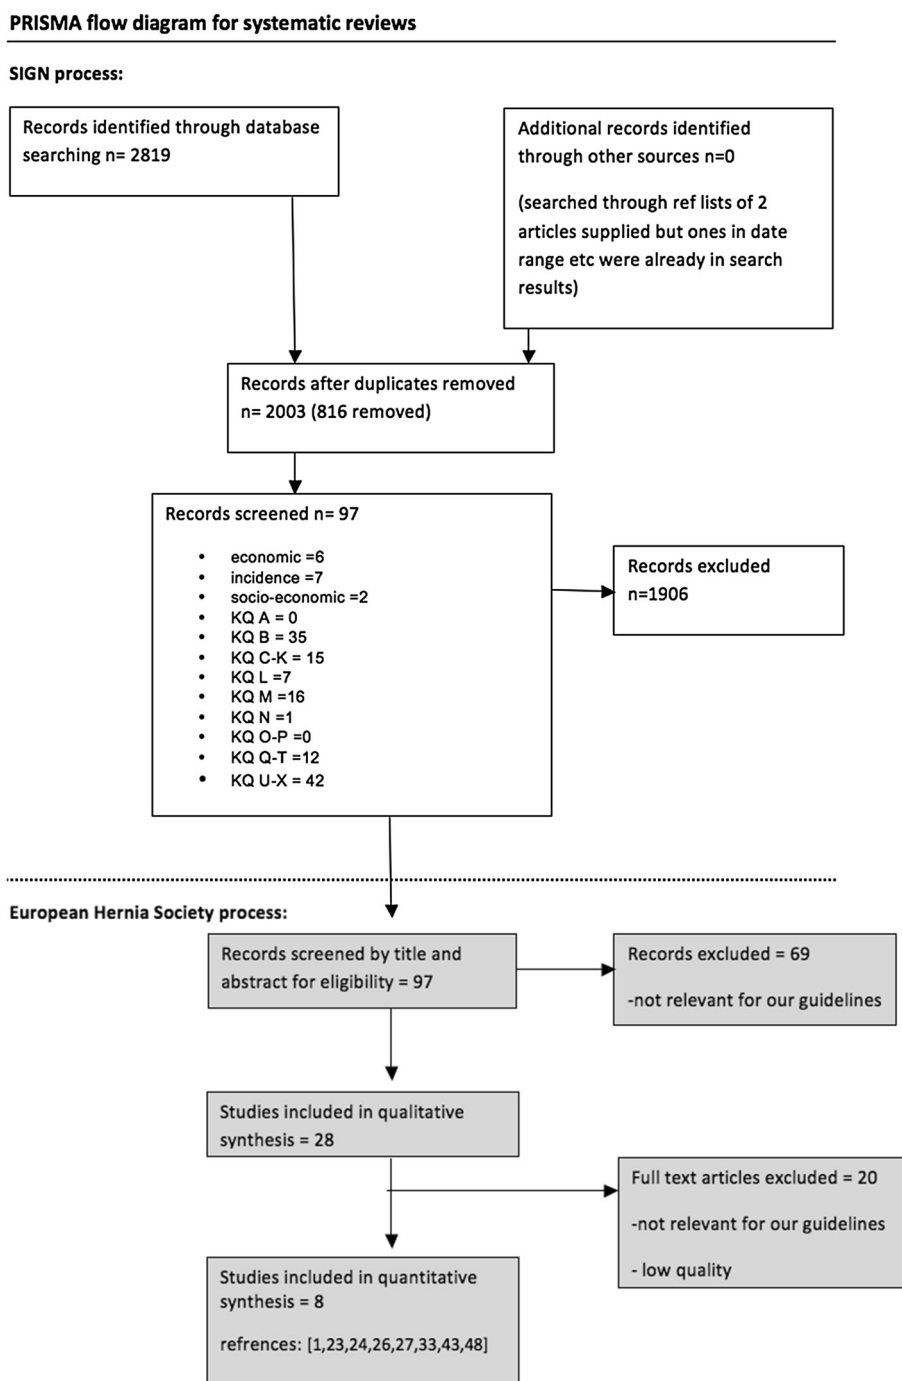 PRISMA flow diagram for systematic reviews
SIGN process:
Records identified through database
searching n= 2819
Additional records identified
through other sources n=0
(searched through ref lists of 2
articles supplied but ones in date
range etc were already in search
results)
Records after duplicates removed
n= 2003 (816 removed)
Records screened n= 97
• economic =6
• incidence =7
• socio-economic =2
• KQ A = 0
• KQ B = 35
• KQ C-K = 15
• KQ L =7
• KQ M =16
• KQ N =1
• KQ O-P =0
• KQ Q-T =12
• KQ U-X = 42
Records excluded
n=1906
European Hernia Society process:
Records screened by title and
abstract for eligibility = 97
Records excluded = 69
-not relevant for our guidelines
Studies included in qualitative
synthesis = 28
Full text articles excluded = 20
-not relevant for our guidelines
- low quality
Studies included in quantitative
synthesis = 8
refrences: [1,23,24,26,27,33,43,48]